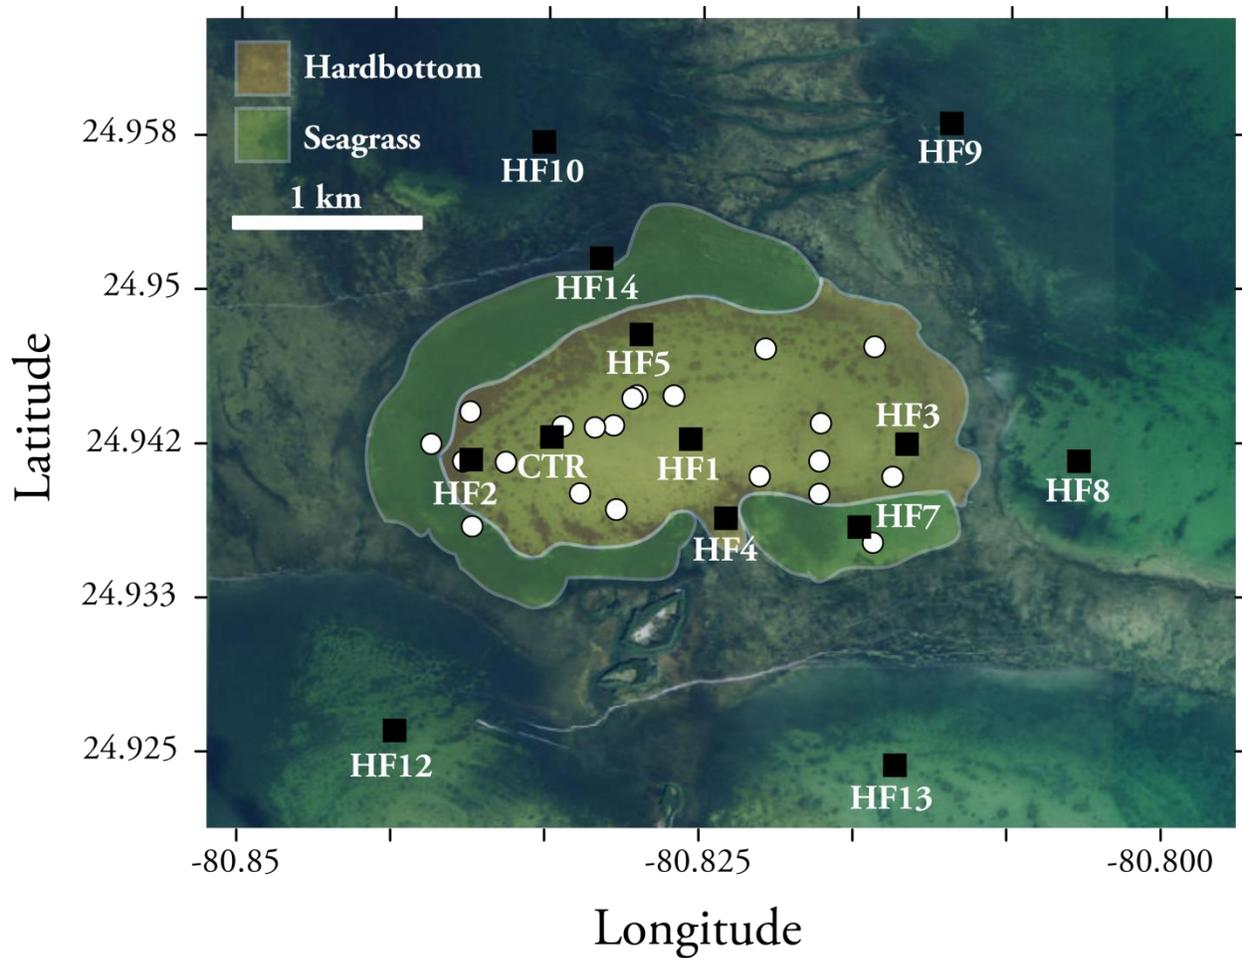 Hardbottom
Seagrass
1 km
24.958
24.95
24.942
24.933
24.925
Latitude
HF10
HF9
HF14
HF5
HF3
CTR
HF1
HF2
HF8
HF7
HF4
HF12
HF13
-80.85
-80.825
-80.800
Longitude